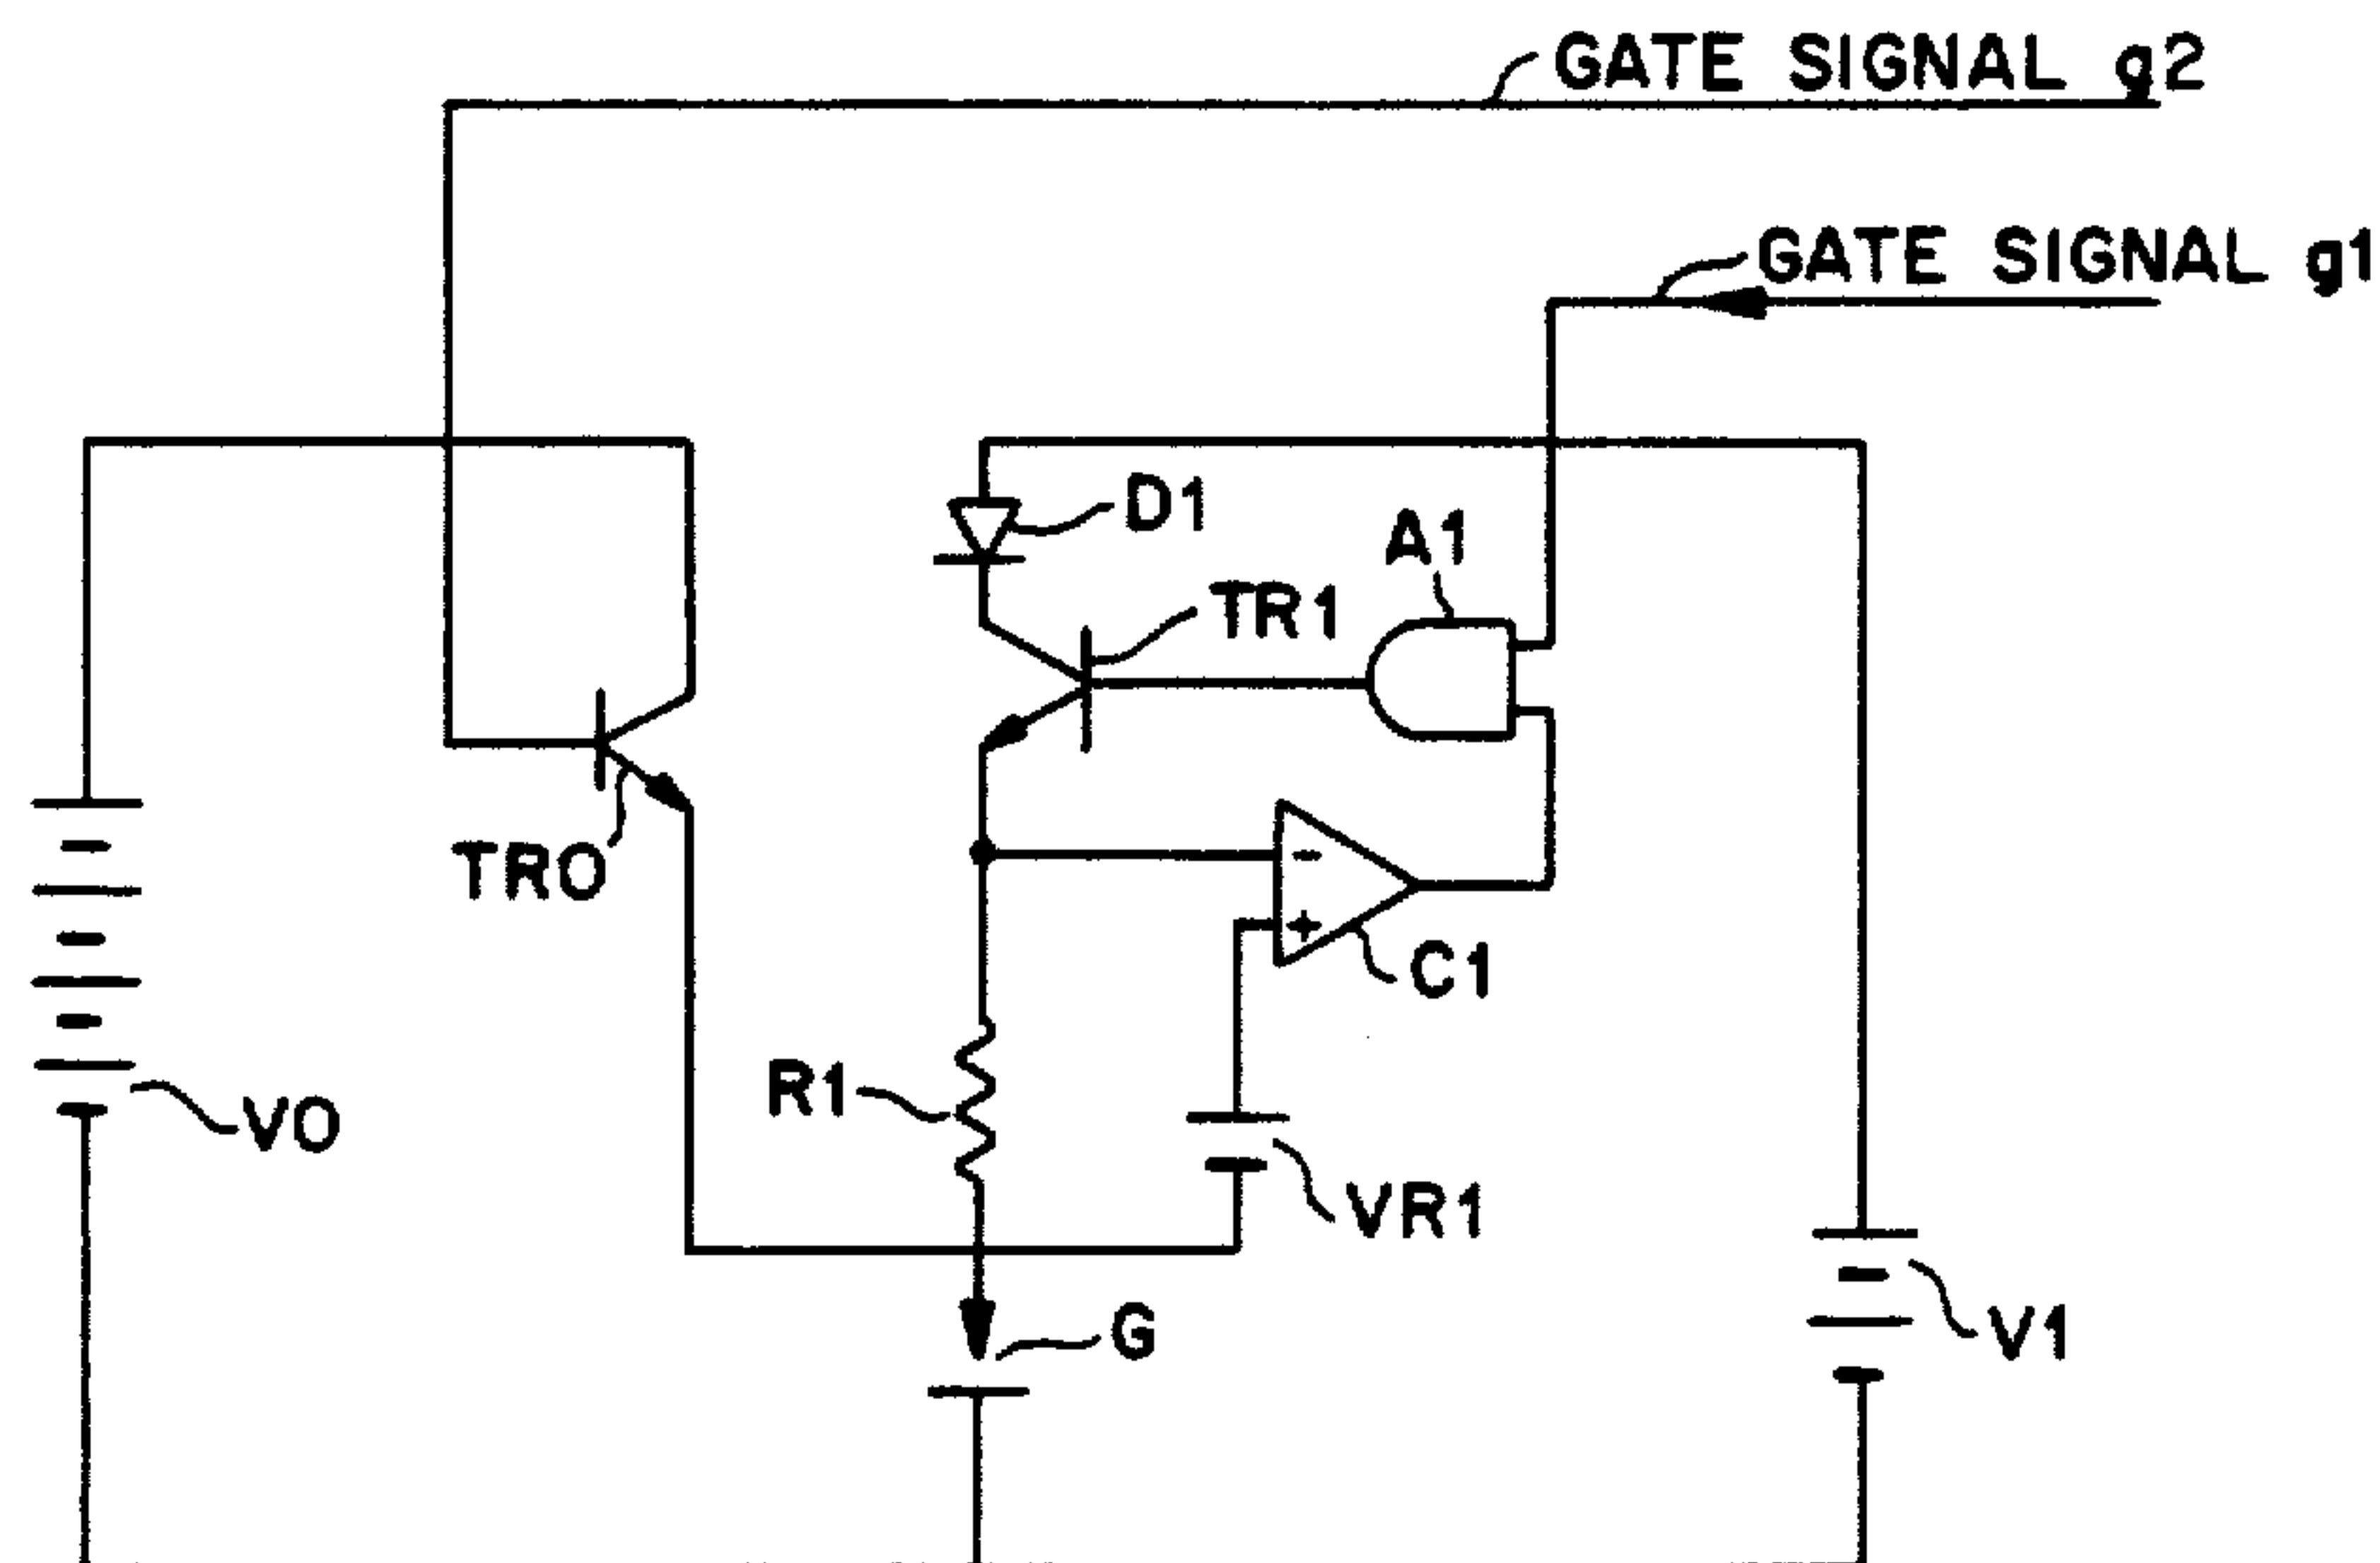 GATE SIGNAL g2
GATE SIGNAL g1
D1
A1
TR1
TRO
C1
R1
VO
VR1
G
V1
-
+